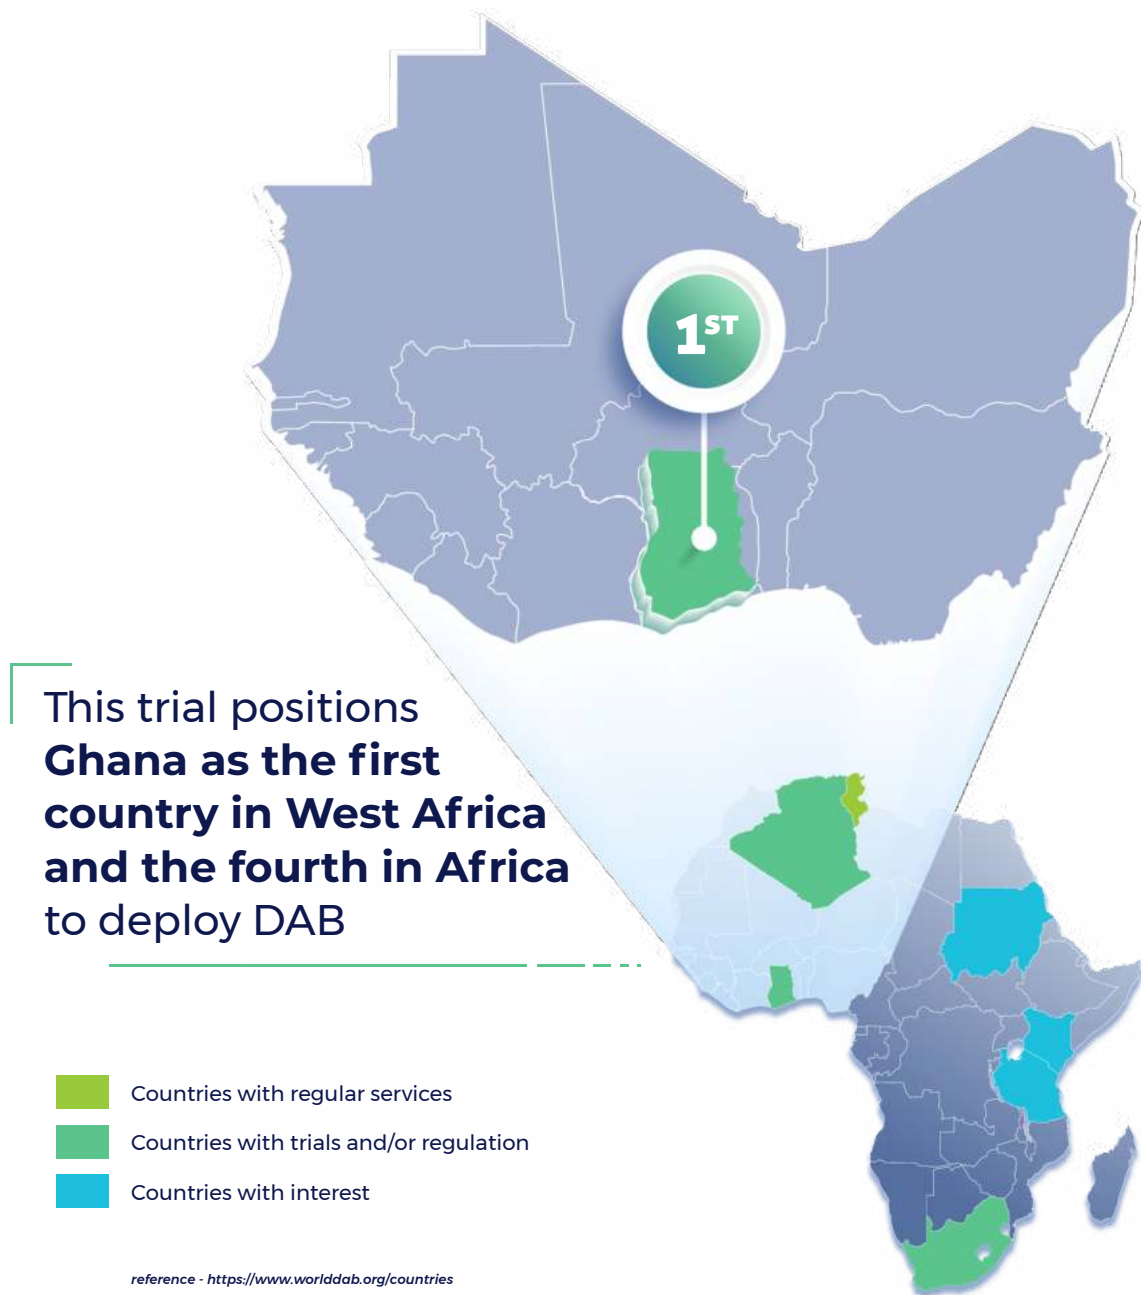 1ST
This trial positions
Ghana as the first
country in West Africa
and the fourth in Africa
to deploy DAB
Countries with regular services
Countries with trials and/or regulation
Countries with interest
reference - https://www.worlddab.org/countries